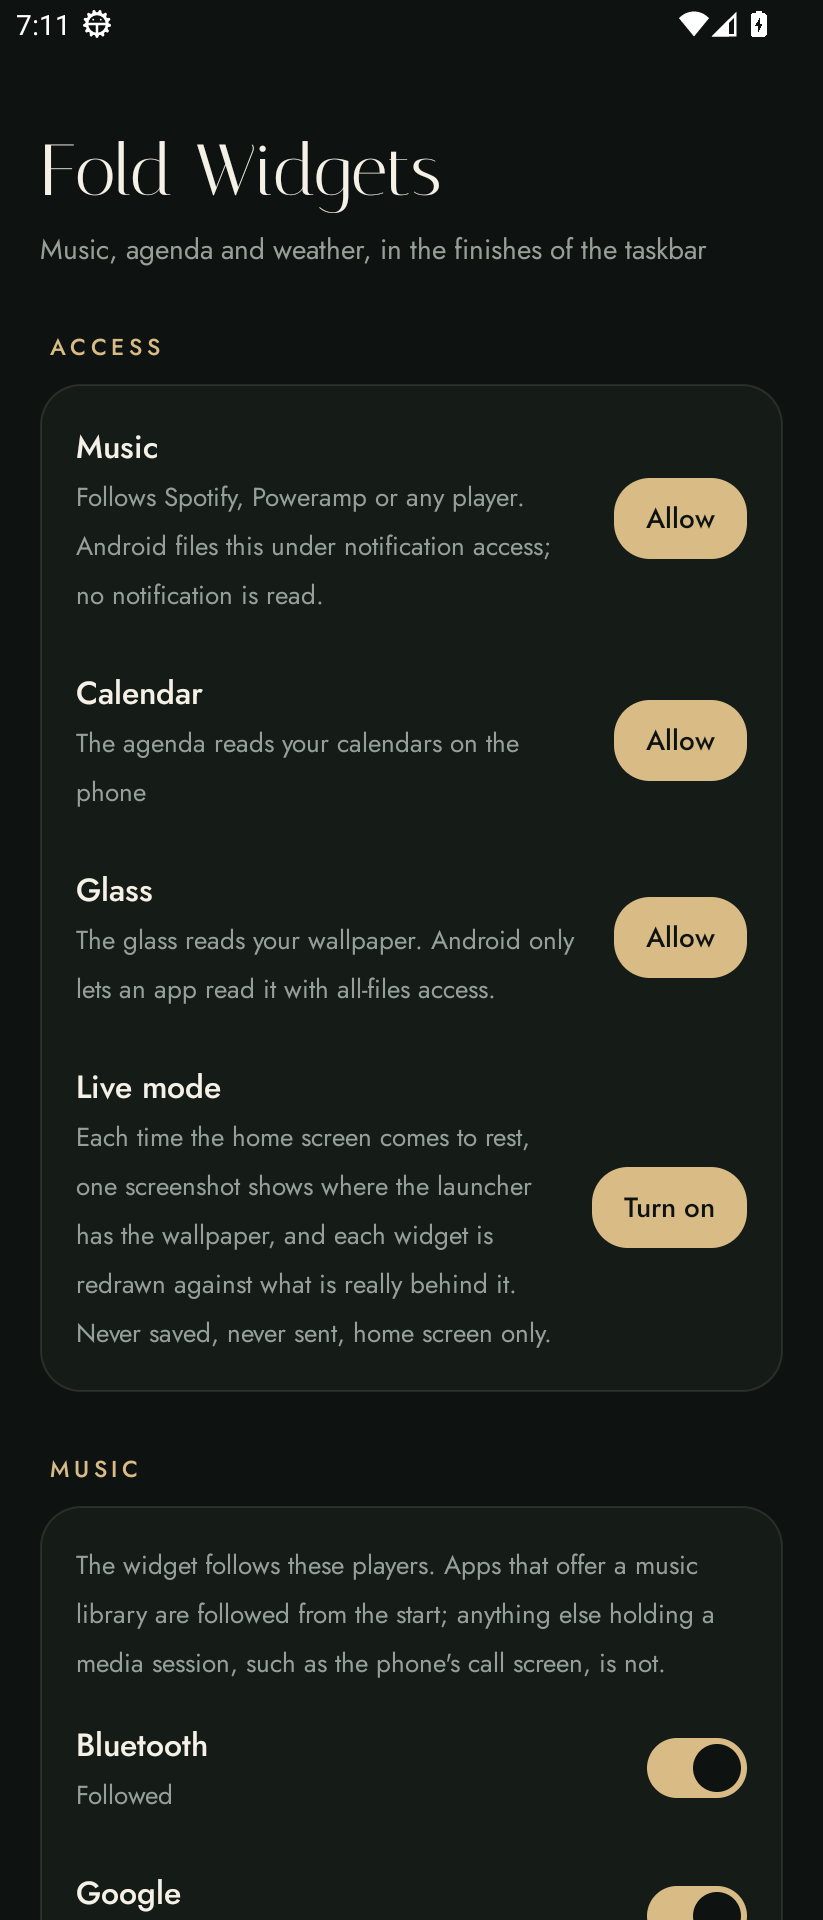 7:11
Fold Widgets
Music, agenda and weather, in the finishes of the taskbar
ACCESS
Music
Follows Spotify, Poweramp or any player.
Android files this under notification access;
no notification is read.
Allow
Calendar
The agenda reads your calendars on the
phone
Allow
Glass
The glass reads your wallpaper. Android only
lets an app read it with all-files access.
Allow
Live mode
Each time the home screen comes to rest,
one screenshot shows where the launcher
has the wallpaper, and each widget is
redrawn against what is really behind it.
Never saved, never sent, home screen only.
Turn on
MUSIC
The widget follows these players. Apps that offer a music
library are followed from the start; anything else holding a
media session, such as the phone's call screen, is not.
Bluetooth
Followed
Google